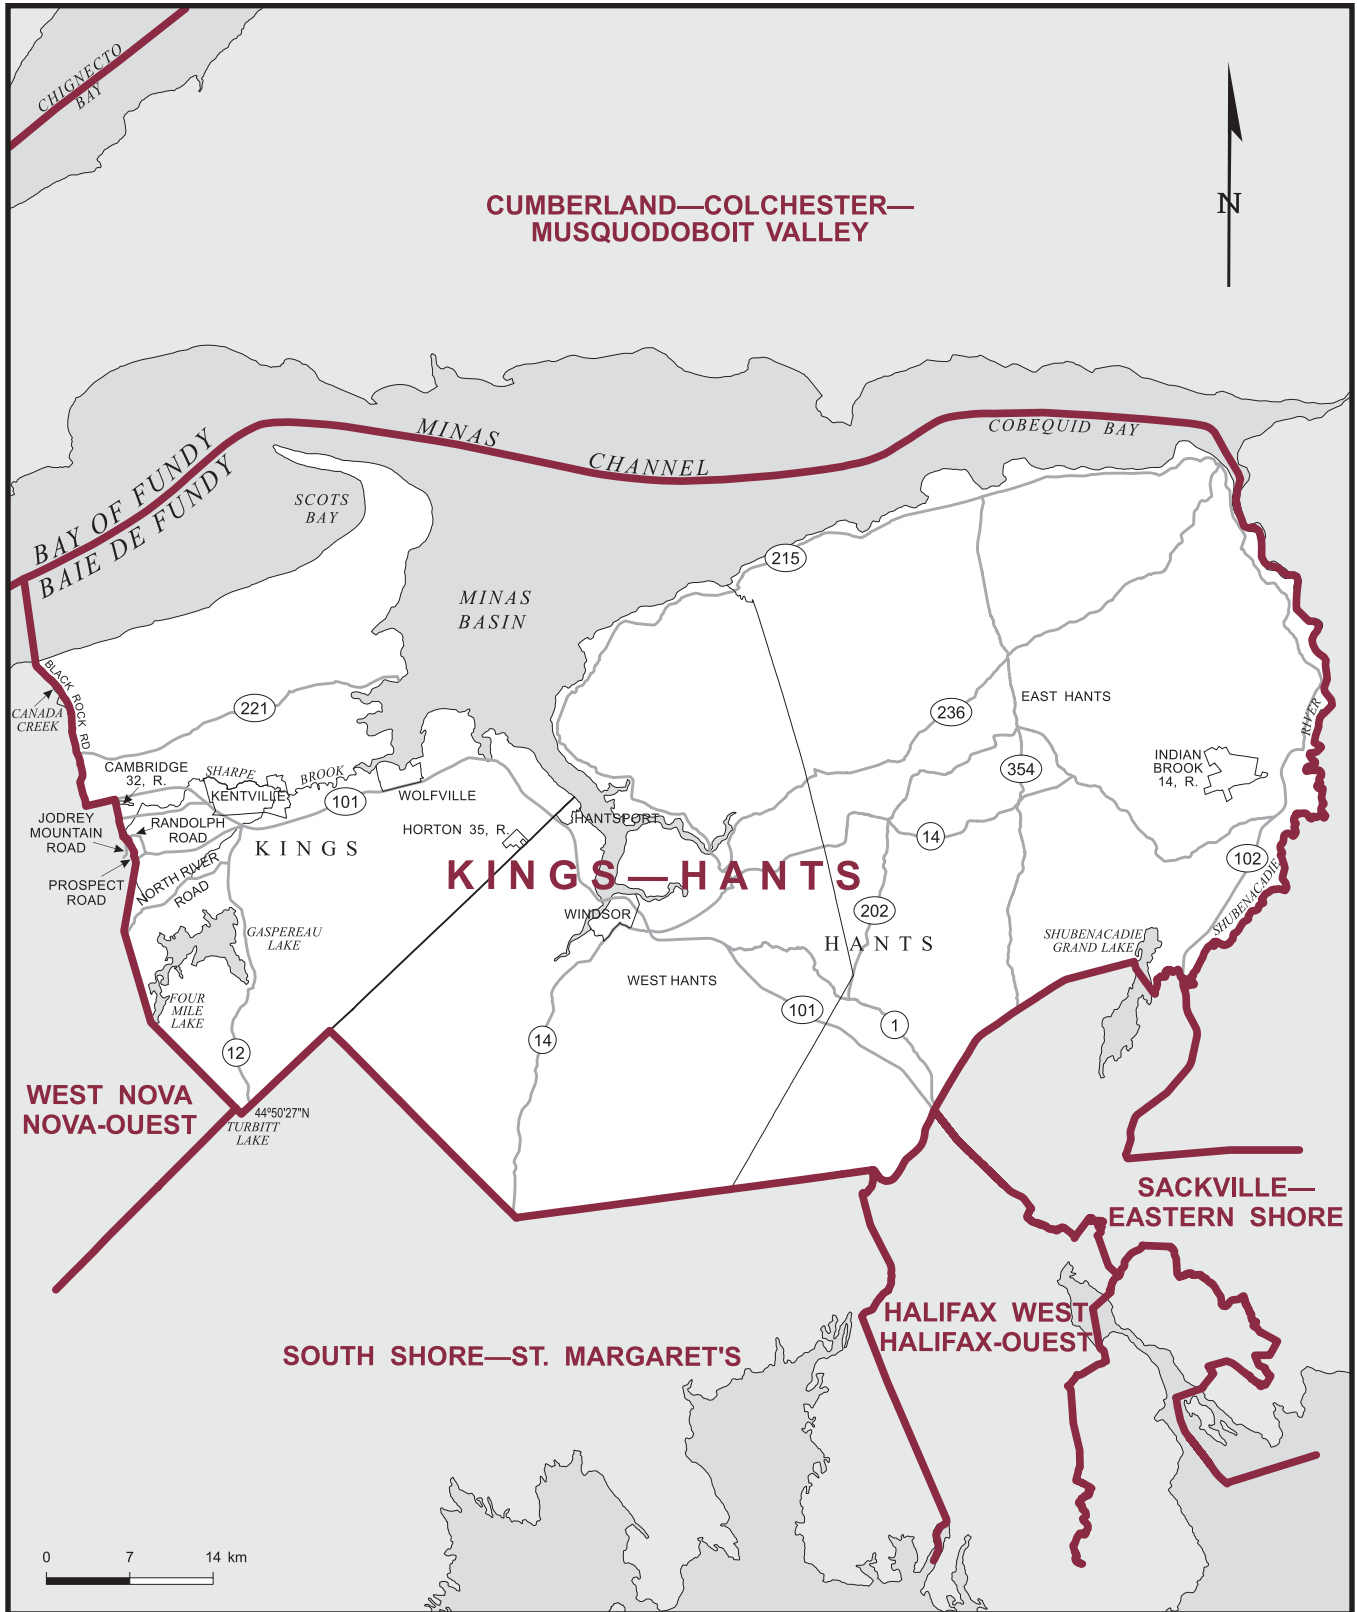 CHIGNECTO
BAY
CUMBERLAND—COLCHESTER—
MUSQUODOBOIT VALLEY
N
MINAS
CHANNEL
COBEQUID BAY
BAY OF FUNDY
BAIE DE FUNDY
SCOTS
BAY
215
MINAS
BASIN
BLACK ROCK RD
CANADA
CREEK
221
236
EAST HANTS
RIVER
INDIAN
BROOK
14, R.
354
CAMBRIDGE
32, R.
SHARPE
BROOK
KENTVILLE
101
WOLFVILLE
JODREY
MOUNTAIN
ROAD
RANDOLPH
ROAD
HORTON 35, R.
HANTSPORT
14
KINGS
102
PROSPECT
ROAD
NORTH RIVER
ROAD
KINGS—HANTS
SHUBENACADIE
WINDSOR
202
GASPEREAU
LAKE
HANTS
SHUBENACADIE
GRAND LAKE
WEST HANTS
FOUR
MILE
LAKE
101
1
14
12
WEST NOVA
NOVA-OUEST
44°50'27"N
TURBITT
LAKE
SACKVILLE—
EASTERN SHORE
HALIFAX WEST
HALIFAX-OUEST
SOUTH SHORE—ST. MARGARET'S
0 7 14 km